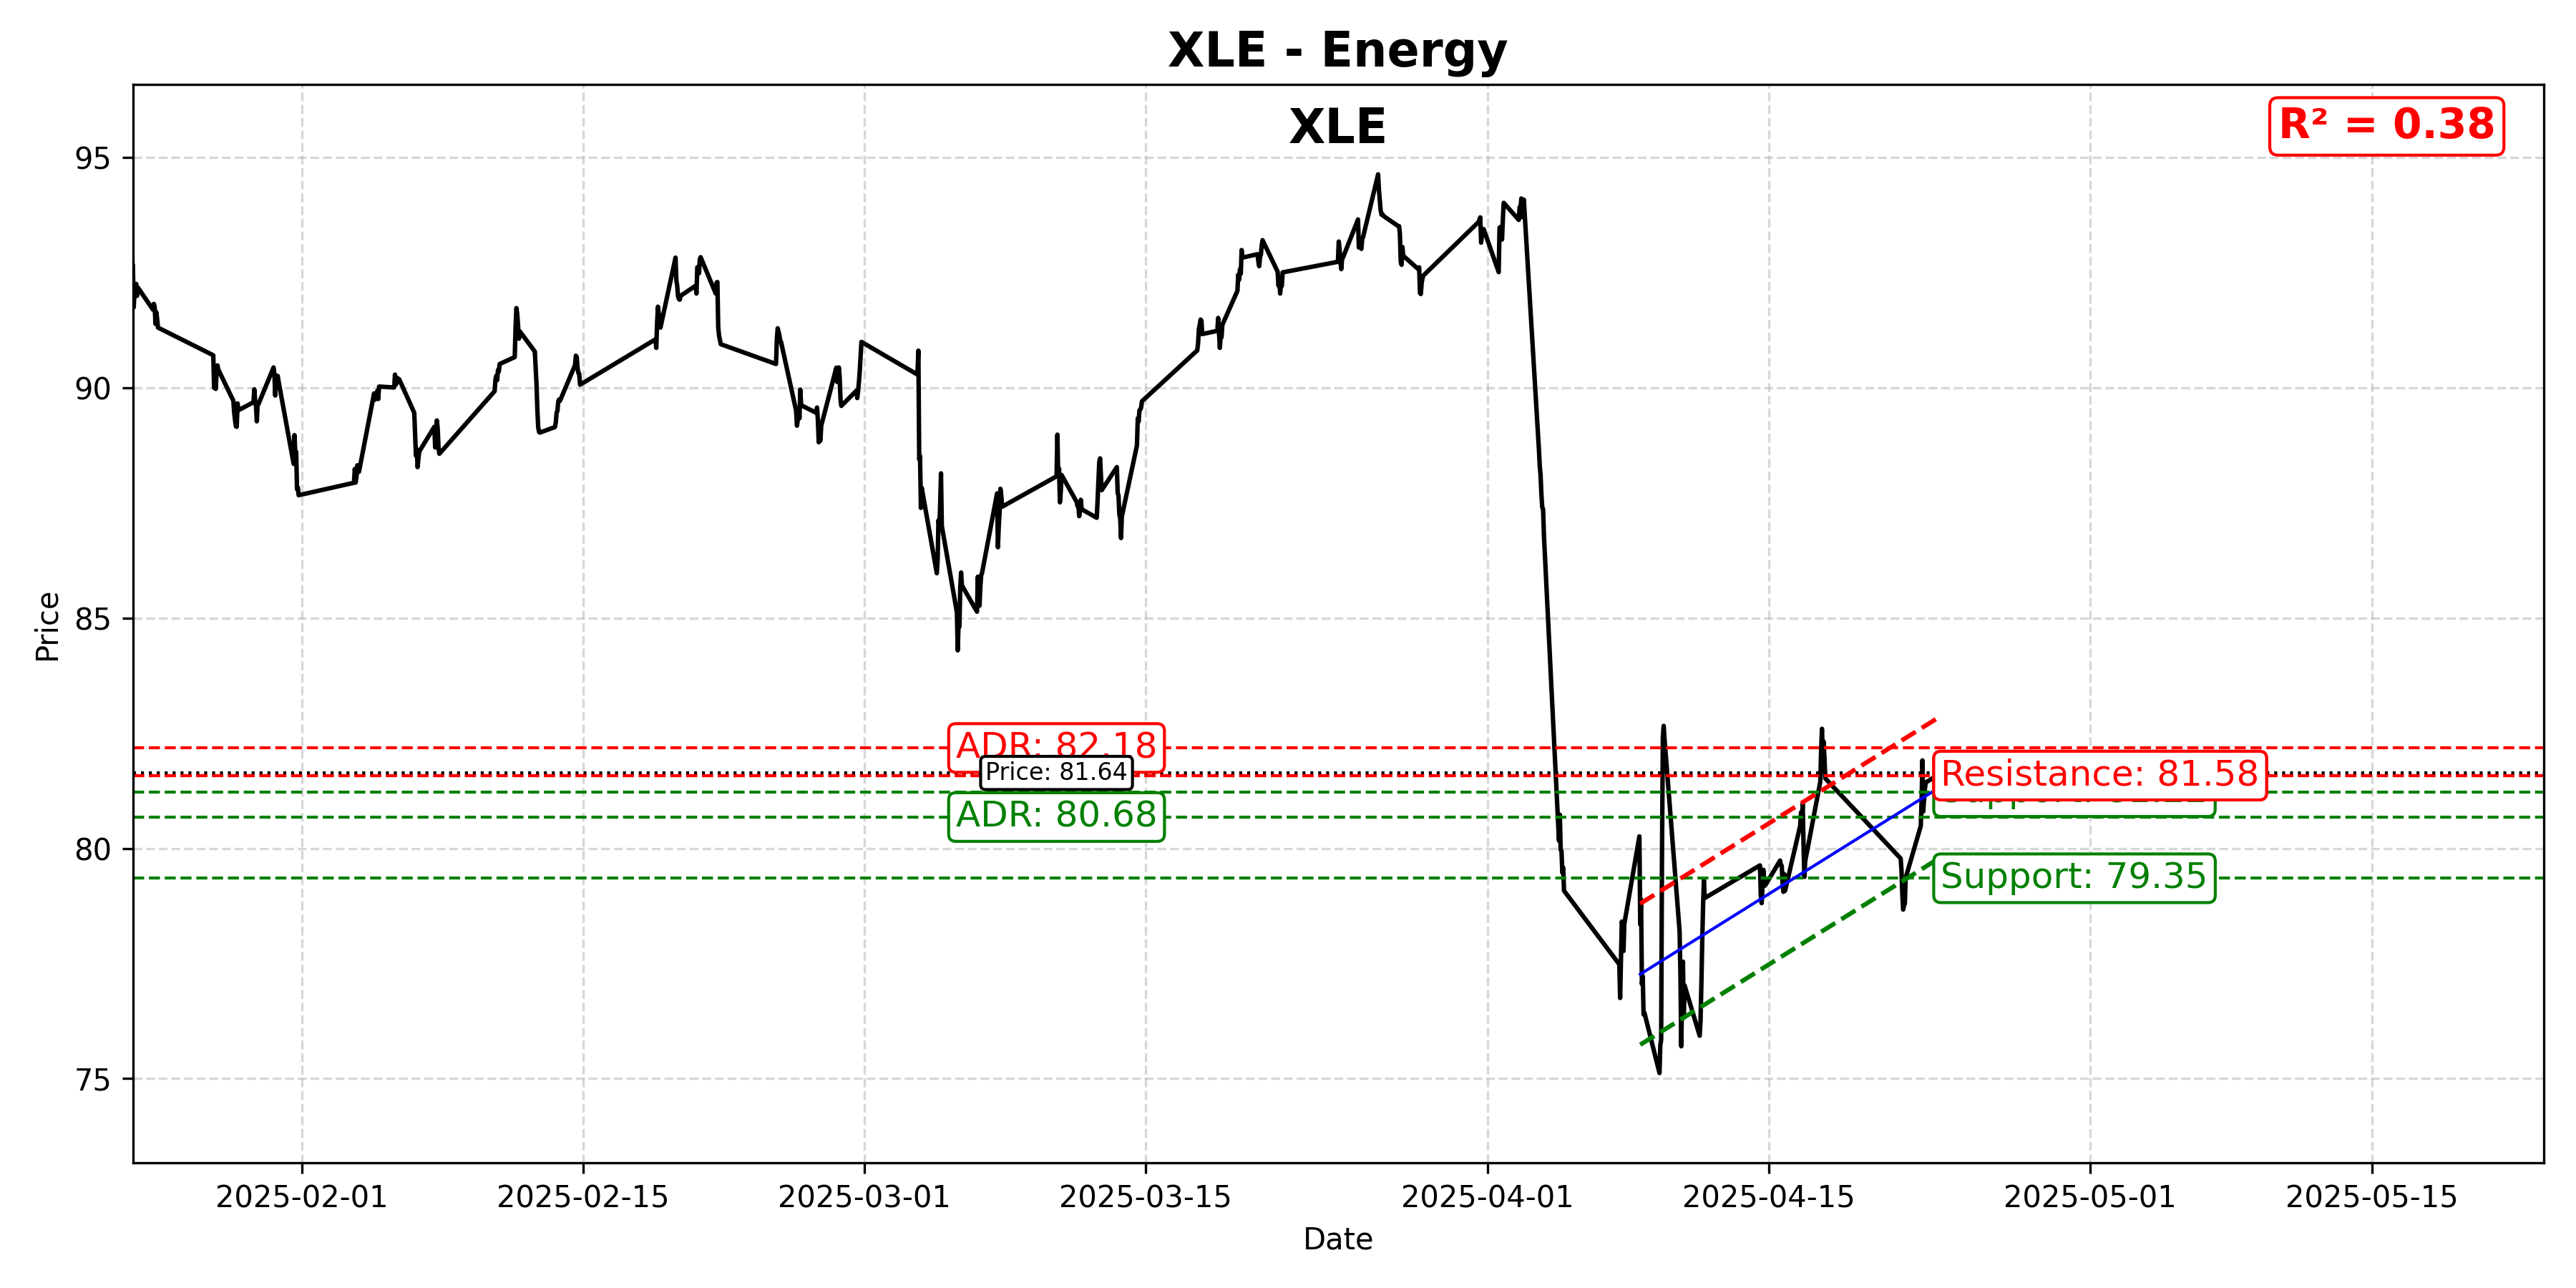 XLE - Energy
XLE
R² = 0.38
Price
95
90
85
80
75
ADR: 82.18
Price: 81.64
ADR: 80.68
Resistance: 81.58
Support: 79.35
2025-02-01
2025-02-15
2025-03-01
2025-03-15
2025-04-01
2025-04-15
2025-05-01
2025-05-15
Date